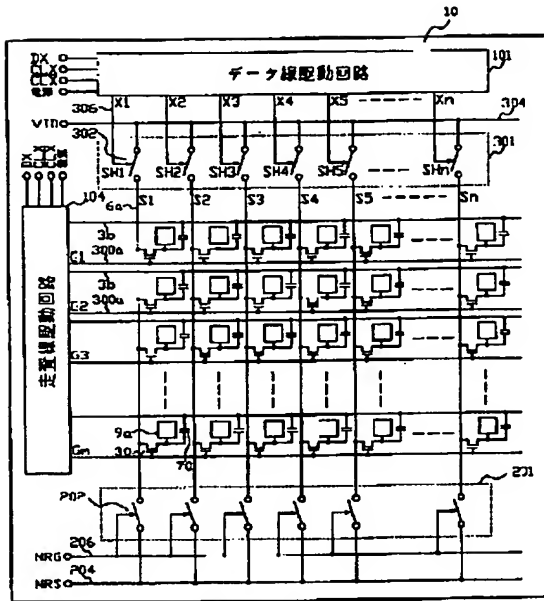 10
DX
CLX
CLX
電源
データ線駆動回路
101
306
X1 X2 X3 X4 X5 Xn
VID
304
302
301
SH1 SH2 SH3 SH4 SH5 SHn
DX
CLX
CLX
電源
104
6a
S1 S2 S3 S4 S5 Sn
走査線駆動回路
3b
G1
300a
3b
G2
300a
G3
9a
Gm
30
70
201
202
NRG
206
NRS
204